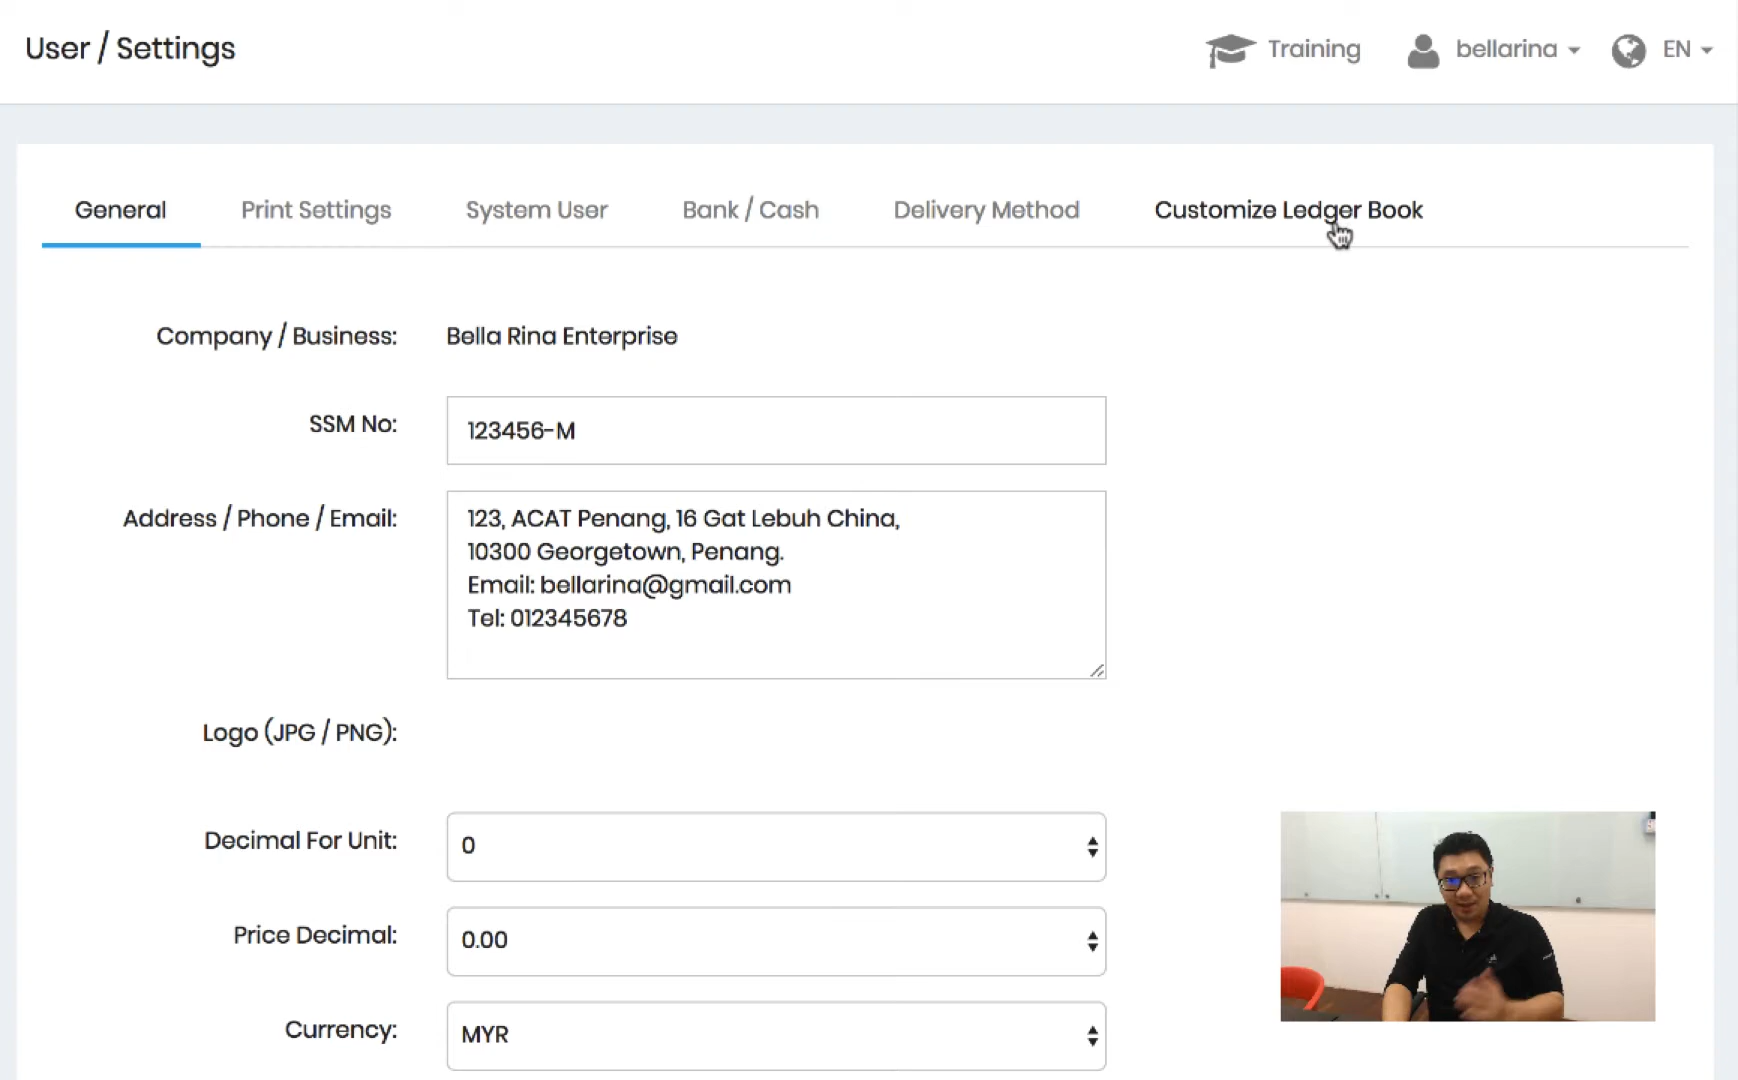 User / Settings
Training
bellarina
EN
General
Print Settings
System User
Bank / Cash
Delivery Method
Customize Ledger Book
Company / Business:
Bella Rina Enterprise
SSM No:
123456-M
Address / Phone / Email:
123, ACAT Penang, 16 Gat Lebuh China,
10300 Georgetown, Penang.
Email: bellarina@gmail.com
Tel: 012345678
Logo (JPG / PNG):
Decimal For Unit:
0
Price Decimal:
0.00
Currency:
MYR